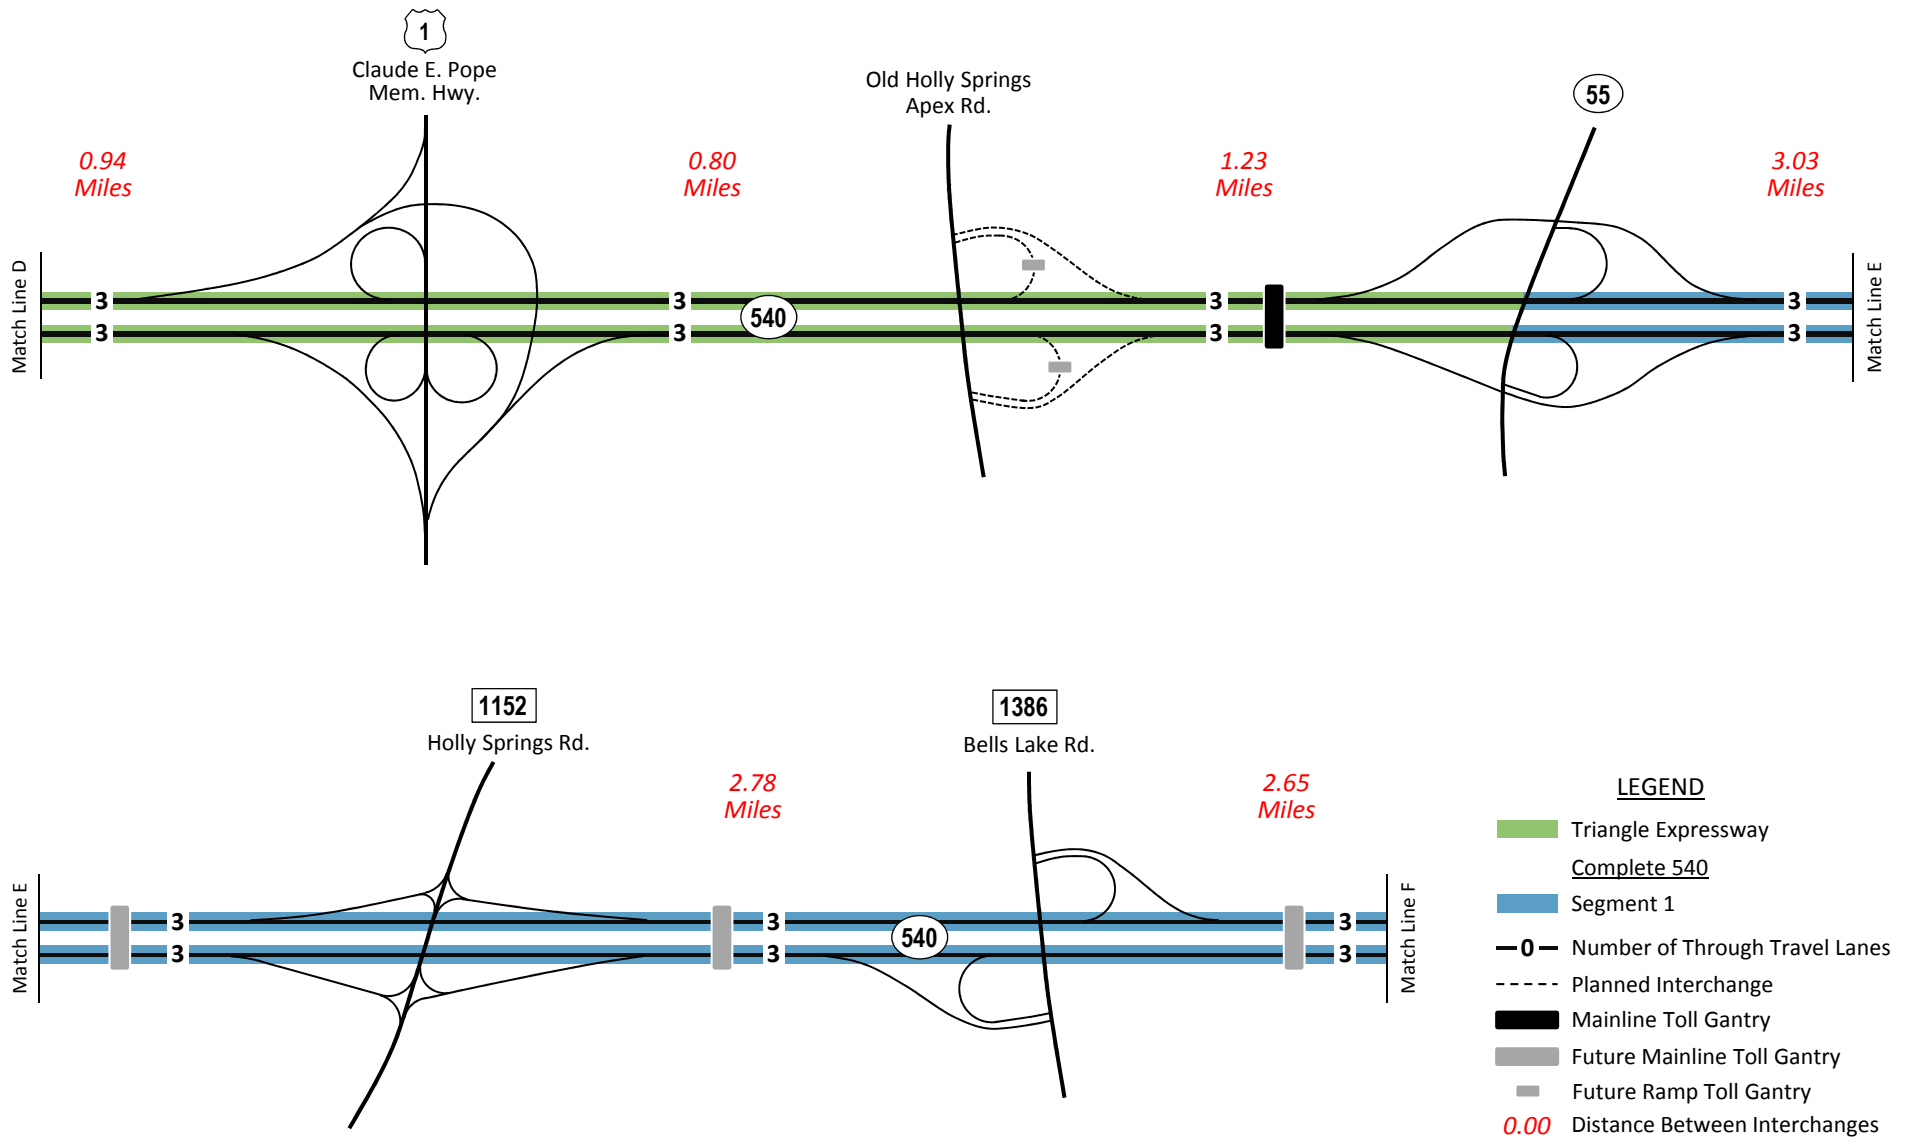 1
Claude E. Pope
Mem. Hwy.
Old Holly Springs
Apex Rd.
55
0.94
Miles
0.80
Miles
1.23
Miles
3.03
Miles
Match Line D
3
3
3
3
540
3
3
3
3
Match Line E
1152
Holly Springs Rd.
1386
Bells Lake Rd.
2.78
Miles
2.65
Miles
Match Line E
3
3
3
3
540
3
3
Match Line F
LEGEND
Triangle Expressway
Complete 540
Segment 1
0 Number of Through Travel Lanes
Planned Interchange
Mainline Toll Gantry
Future Mainline Toll Gantry
Future Ramp Toll Gantry
0.00 Distance Between Interchanges